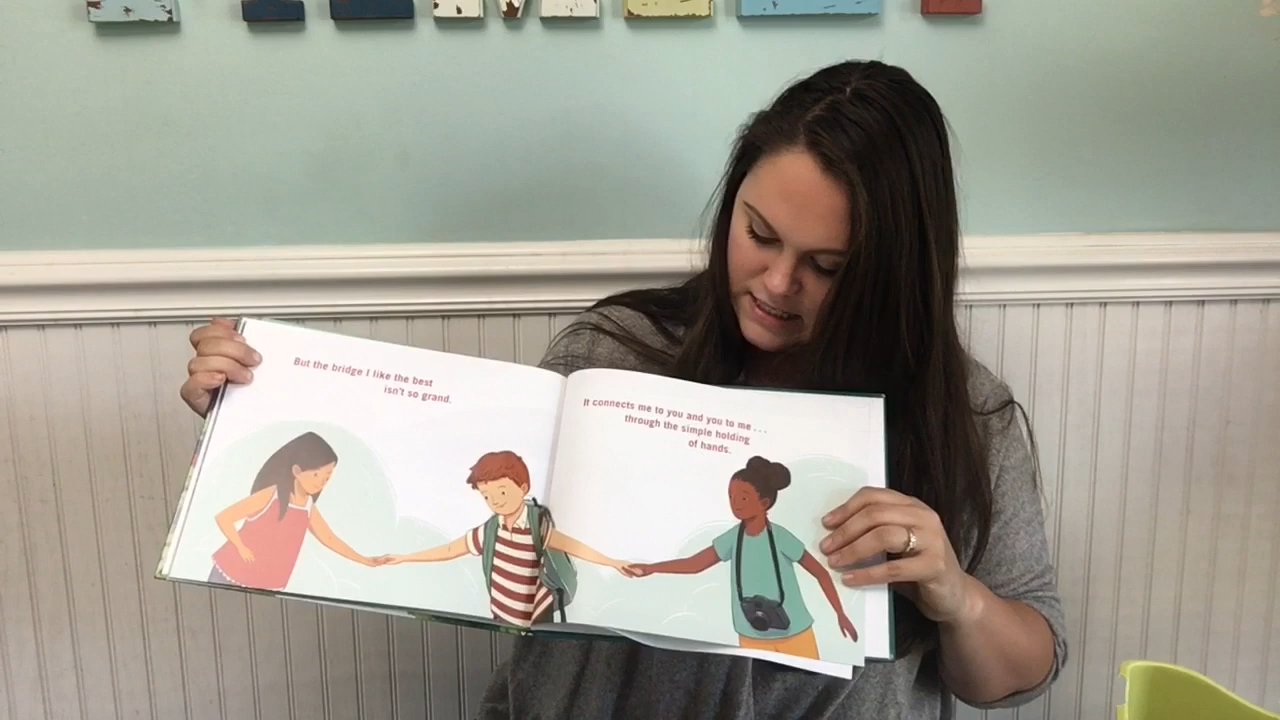 But the bridge I like the best
isn't so grand.
It connects me to you and you to me . . .
through the simple holding
of hands.